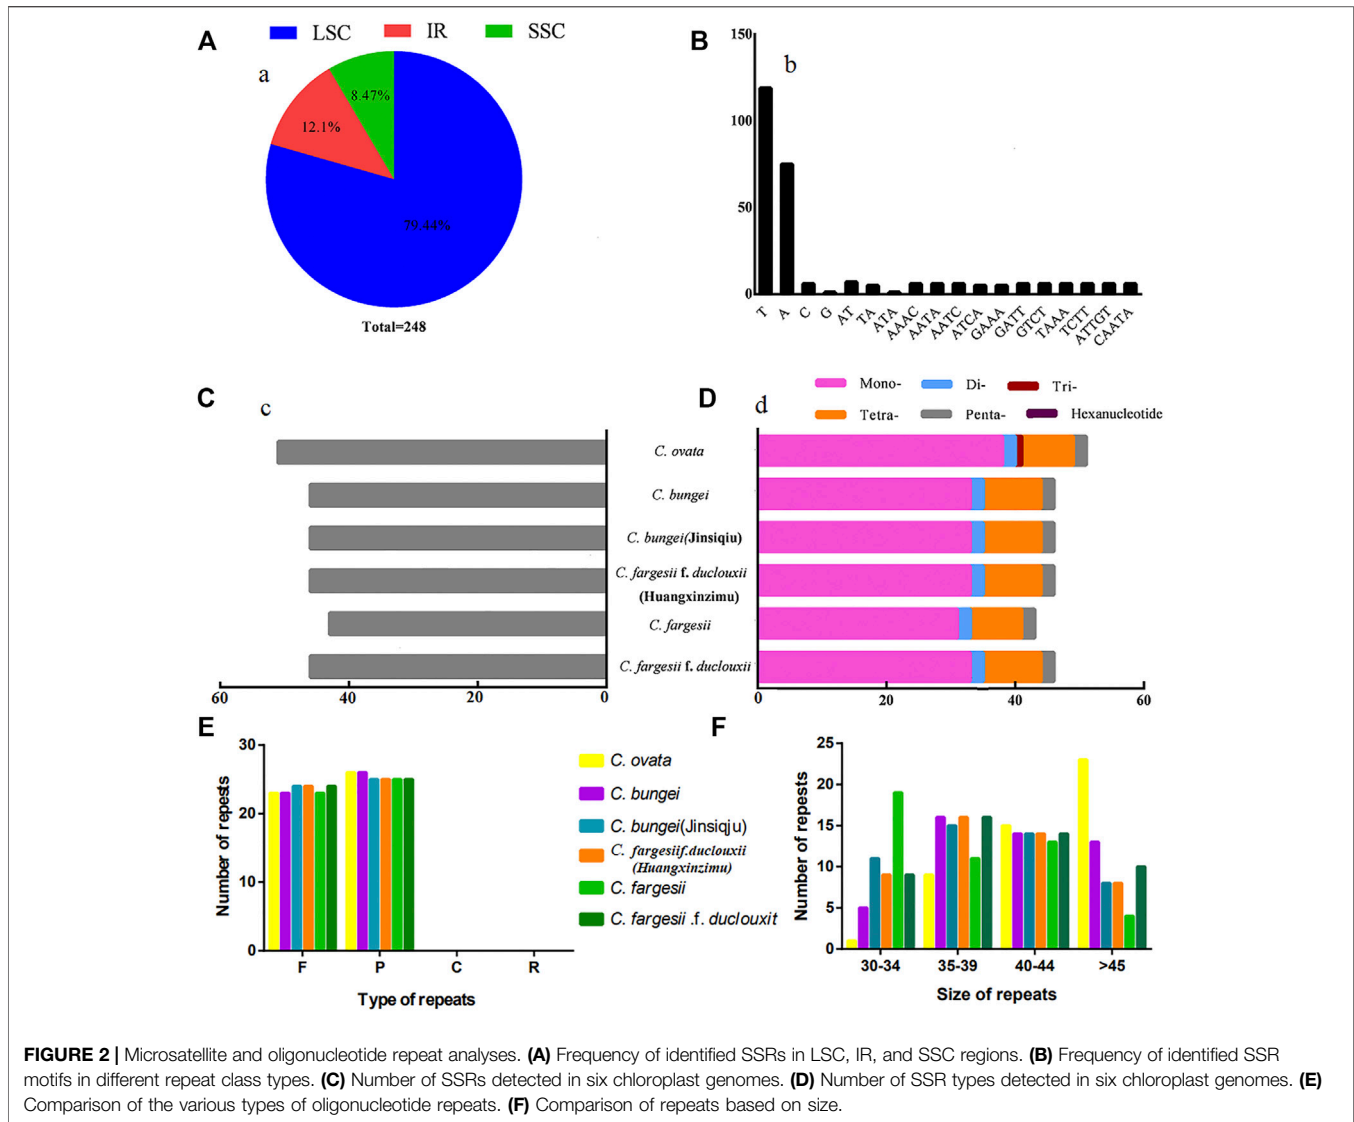 A
LSC IR SSC
a
8.47%
12.1%
79.44%
Total=248
B
b
150
100
50
0
T A C G AT TA ATA AAAC AATA AATC ATCA GAAA GATT GTCT TAAA TCTT ATTGT CAATA
C
c
C. ovata
C. bungei
C. bungei(Jinsiqiu)
C. fargesii f. duclouxii
(Huangxinzimu)
C. fargesii
C. fargesii f. duclouxii
60 40 20 0
D
d
Mono- Di- Tri-
Tetra- Penta- Hexanucleotide
0 20 40 60
E
Number of repests
30
20
10
0
F P C R
Type of repeats
C. ovata
C. bungei
C. bungei(Jinsiqju)
C. fargesiif.duclouxii
(Huangxinzimu)
C. fargesii
C. fargesii .f. duclouxit
F
Number of repests
25
20
15
10
5
0
30-34 35-39 40-44 >45
Size of repeats
FIGURE 2 | Microsatellite and oligonucleotide repeat analyses. (A) Frequency of identified SSRs in LSC, IR, and SSC regions. (B) Frequency of identified SSR
motifs in different repeat class types. (C) Number of SSRs detected in six chloroplast genomes. (D) Number of SSR types detected in six chloroplast genomes. (E)
Comparison of the various types of oligonucleotide repeats. (F) Comparison of repeats based on size.